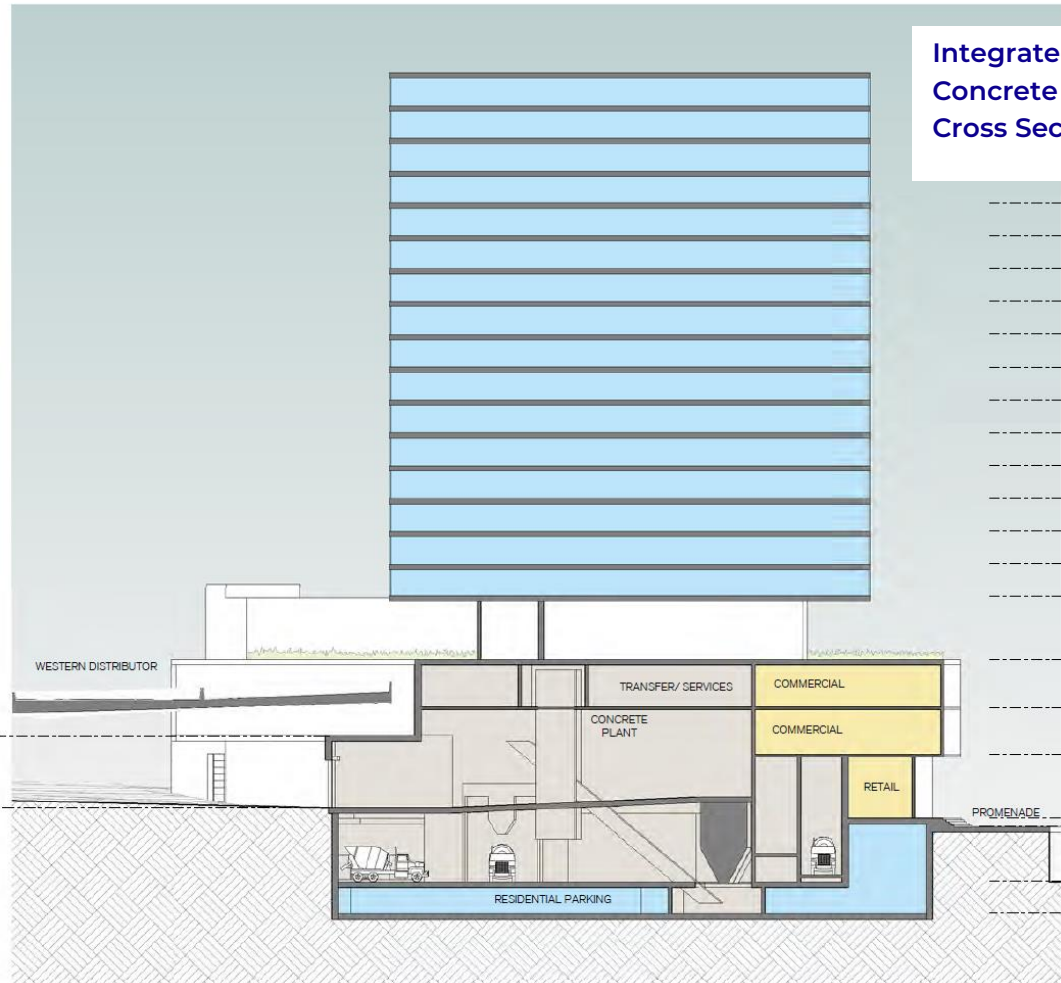 Integrate
Concrete
Cross Sec
WESTERN DISTRIBUTOR
TRANSFER/ SERVICES
COMMERCIAL
CONCRETE
PLANT
COMMERCIAL
RETAIL
PROMENADE
RESIDENTIAL PARKING